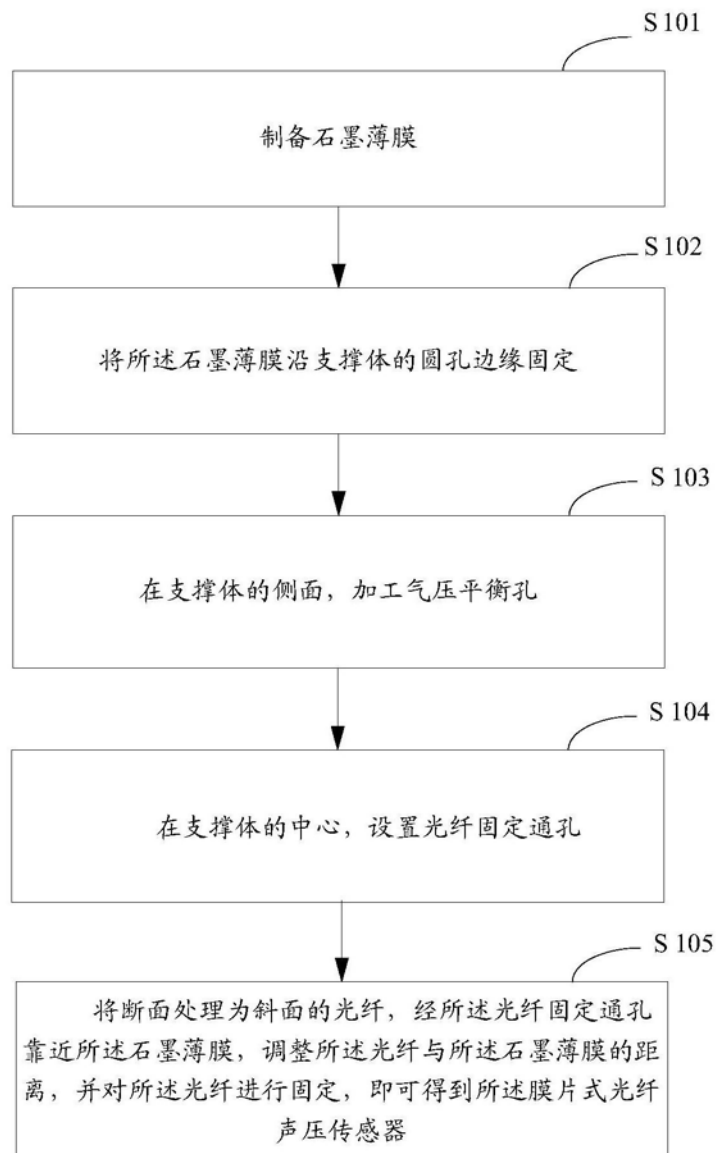 S 101
制备石墨薄膜
S 102
将所述石墨薄膜沿支撑体的圆孔边缘固定
S 103
在支撑体的侧面，加工气压平衡孔
S 104
在支撑体的中心，设置光纤固定通孔
S 105
将断面处理为斜面的光纤，经所述光纤固定通孔
靠近所述石墨薄膜，调整所述光纤与所述石墨薄膜的距
离，并对所述光纤进行固定，即可得到所述膜片式光纤
声压传感器